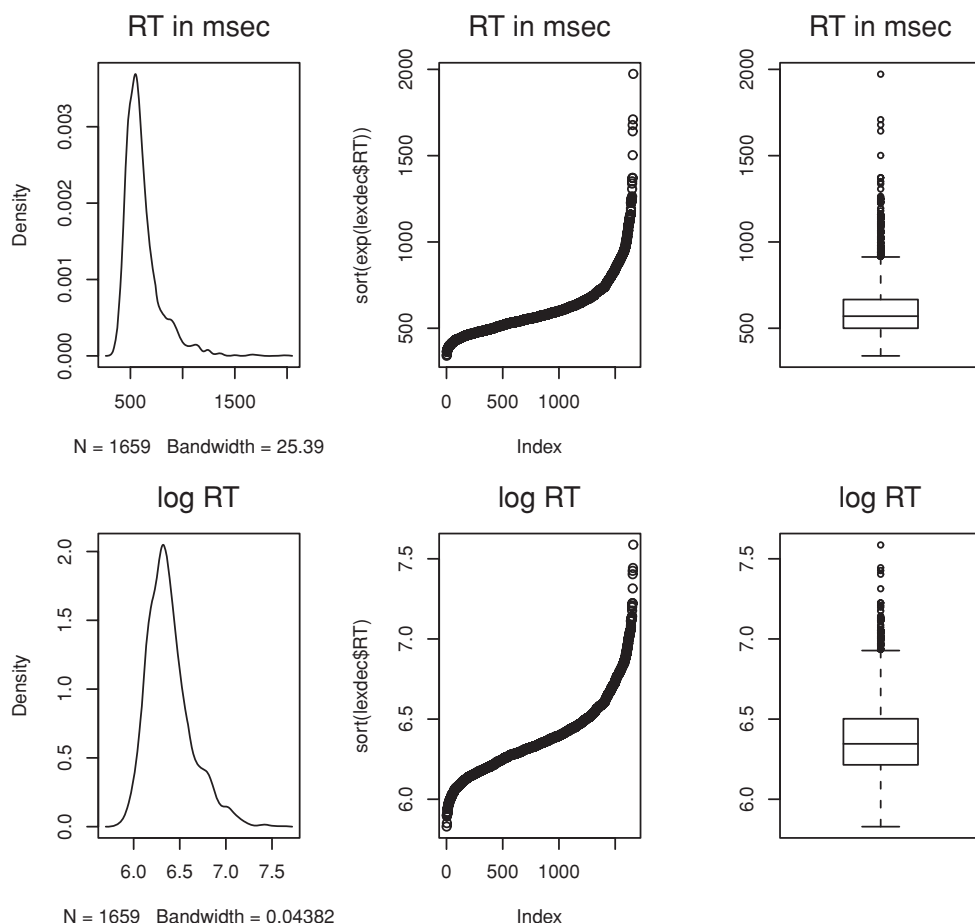 RT in msec
Density
0.000 0.001 0.002 0.003
500 1500
N = 1659 Bandwidth = 25.39
RT in msec
sort(exp(lexdec$RT))
500 1000 1500 2000
0 500 1000
Index
RT in msec
500 1000 1500 2000
log RT
Density
0.0 0.5 1.0 1.5 2.0
6.0 6.5 7.0 7.5
N = 1659 Bandwidth = 0.04382
log RT
sort(lexdec$RT)
6.0 6.5 7.0 7.5
0 500 1000
Index
log RT
6.0 6.5 7.0 7.5